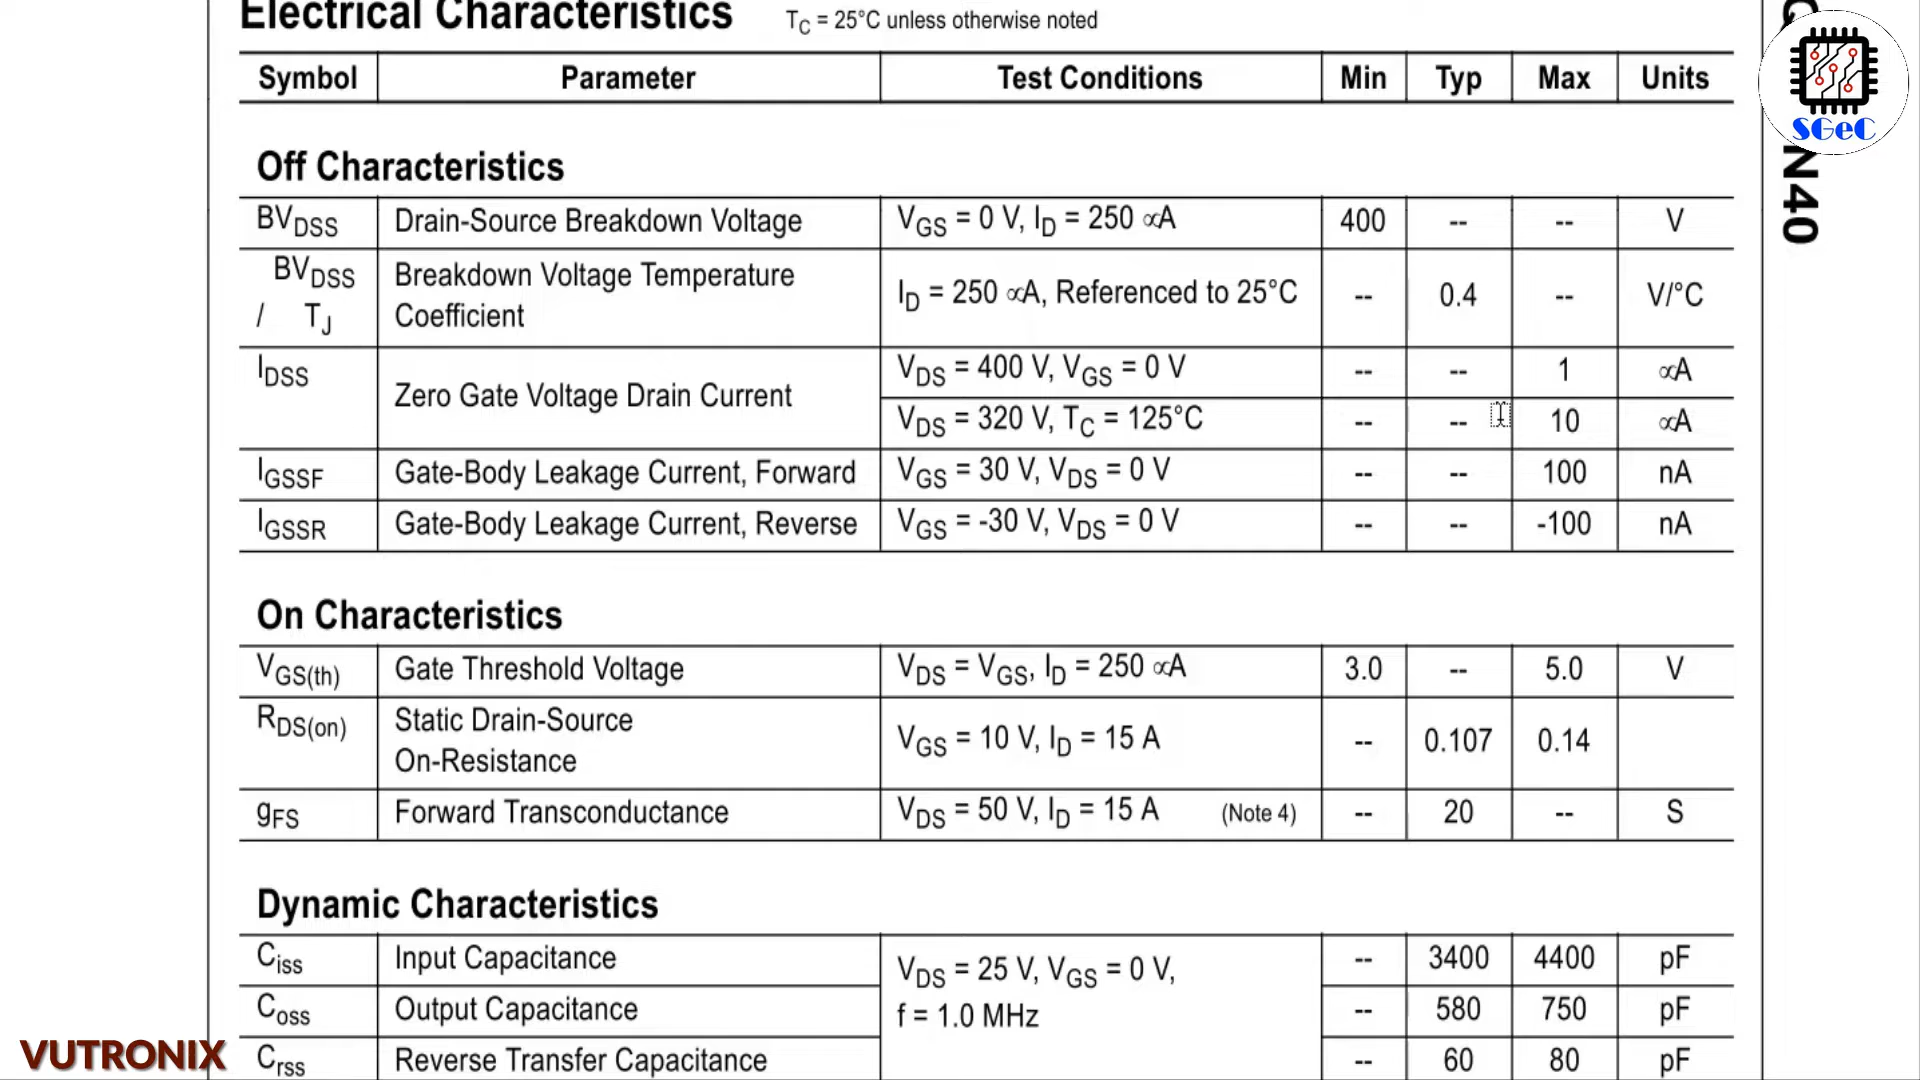 Electrical Characteristics TC = 25°C unless otherwise noted
Symbol Parameter Test Conditions Min Typ Max Units
Off Characteristics
BVDSS Drain-Source Breakdown Voltage VGS = 0 V, ID = 250 ∝A 400 -- -- V
BVDSS / TJ Breakdown Voltage Temperature Coefficient ID = 250 ∝A, Referenced to 25°C -- 0.4 -- V/°C
IDSS Zero Gate Voltage Drain Current VDS = 400 V, VGS = 0 V -- -- 1 ∝A
VDS = 320 V, TC = 125°C -- -- 10 ∝A
IGSSF Gate-Body Leakage Current, Forward VGS = 30 V, VDS = 0 V -- -- 100 nA
IGSSR Gate-Body Leakage Current, Reverse VGS = -30 V, VDS = 0 V -- -- -100 nA
On Characteristics
VGS(th) Gate Threshold Voltage VDS = VGS, ID = 250 ∝A 3.0 -- 5.0 V
RDS(on) Static Drain-Source On-Resistance VGS = 10 V, ID = 15 A -- 0.107 0.14
gFS Forward Transconductance VDS = 50 V, ID = 15 A (Note 4) -- 20 -- S
Dynamic Characteristics
Ciss Input Capacitance VDS = 25 V, VGS = 0 V, -- 3400 4400 pF
Coss Output Capacitance f = 1.0 MHz -- 580 750 pF
Crss Reverse Transfer Capacitance -- 60 80 pF
N40
SGeC
VUTRONIX